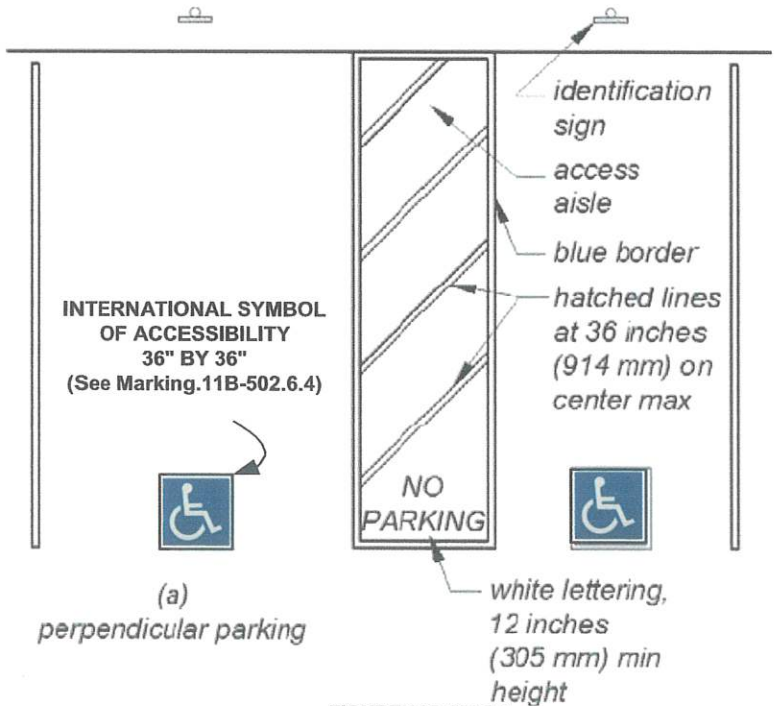 identification
sign
access
aisle
blue border
hatched lines
at 36 inches
(914 mm) on
center max
INTERNATIONAL SYMBOL
OF ACCESSIBILITY
36" BY 36"
(See Marking.11B-502.6.4)
NO
PARKING
(a)
perpendicular parking
white lettering,
12 inches
(305 mm) min
height